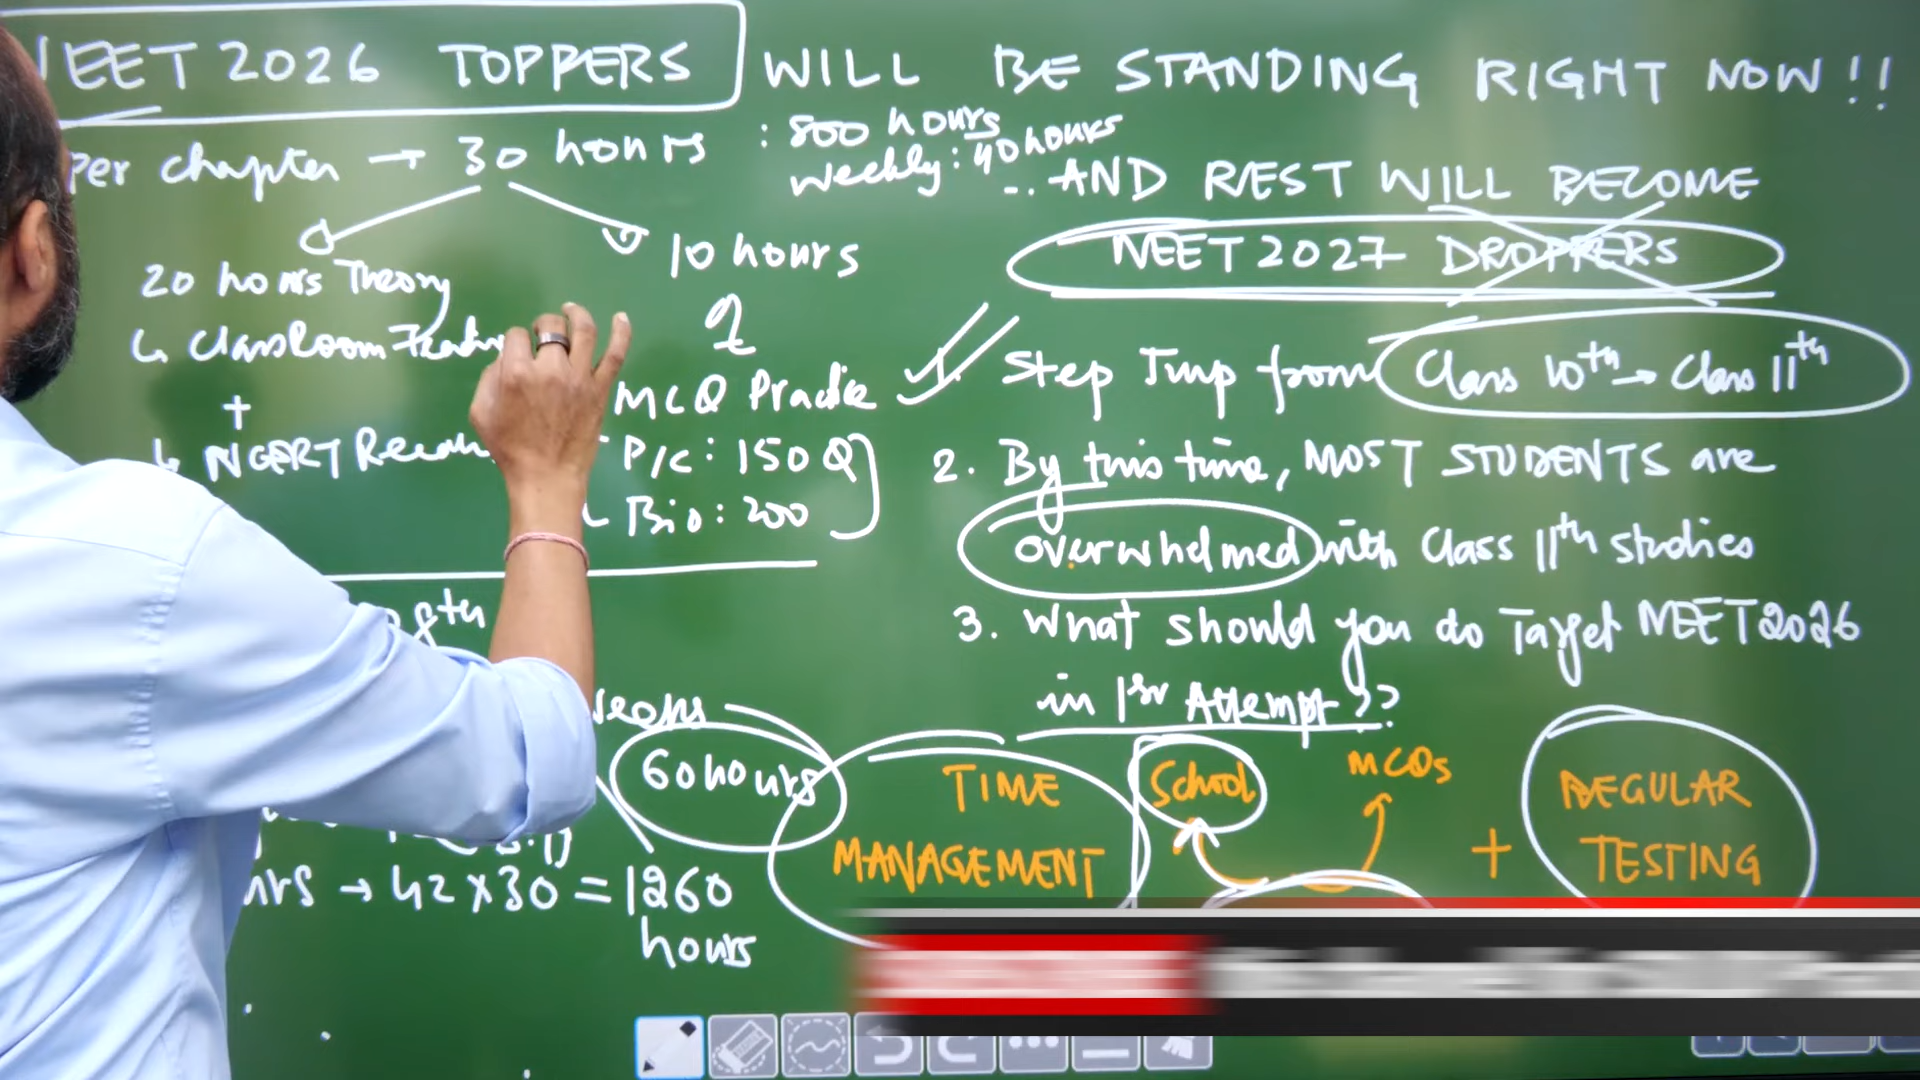 NEET 2026 TOPPERS WILL BE STANDING RIGHT NOW!!
Per chapter → 30 hours : 800 hours
weekly: 40 hours
... AND REST WILL BECOME
NEET 2027 DROPPERS
20 hours Theory
10 hours
↳ Classroom
+
↳ NCERT
MCQ Practice
P/C: 150 Q
Bio: 200
1. Step Jump from Class 10th → Class 11th
2. By this time, MOST STUDENTS are
overwhelmed with Class 11th studies
3. What should you do Target NEET 2026
in 1st Attempt??
8th
60 hours
→ 42 x 30 = 1260
hours
TIME
MANAGEMENT
School
MCQs
+
REGULAR
TESTING